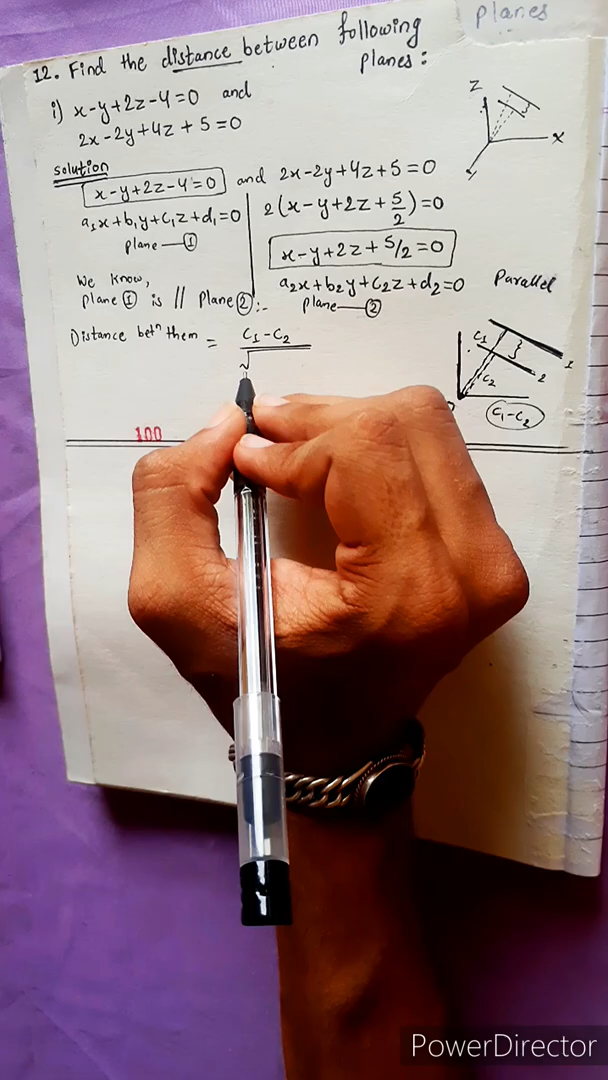 Planes
12. Find the distance between following
planes:
i) x-y+2z-4=0 and
2x-2y+4z+5=0
Z
X
Y
solution
x-y+2z-4=0 and 2x-2y+4z+5=0
a₁x+b₁y+c₁z+d₁=0
2(x-y+2z+5/2)=0
plane—①
x-y+2z+5/2=0
We know,
plane ① is // Plane ②:-
a₂x+b₂y+c₂z+d₂=0
plane—②
Parallel
Distance betⁿ them = C₁-C₂
√
C₁
1
2
C₂
C₁-C₂
100
PowerDirector